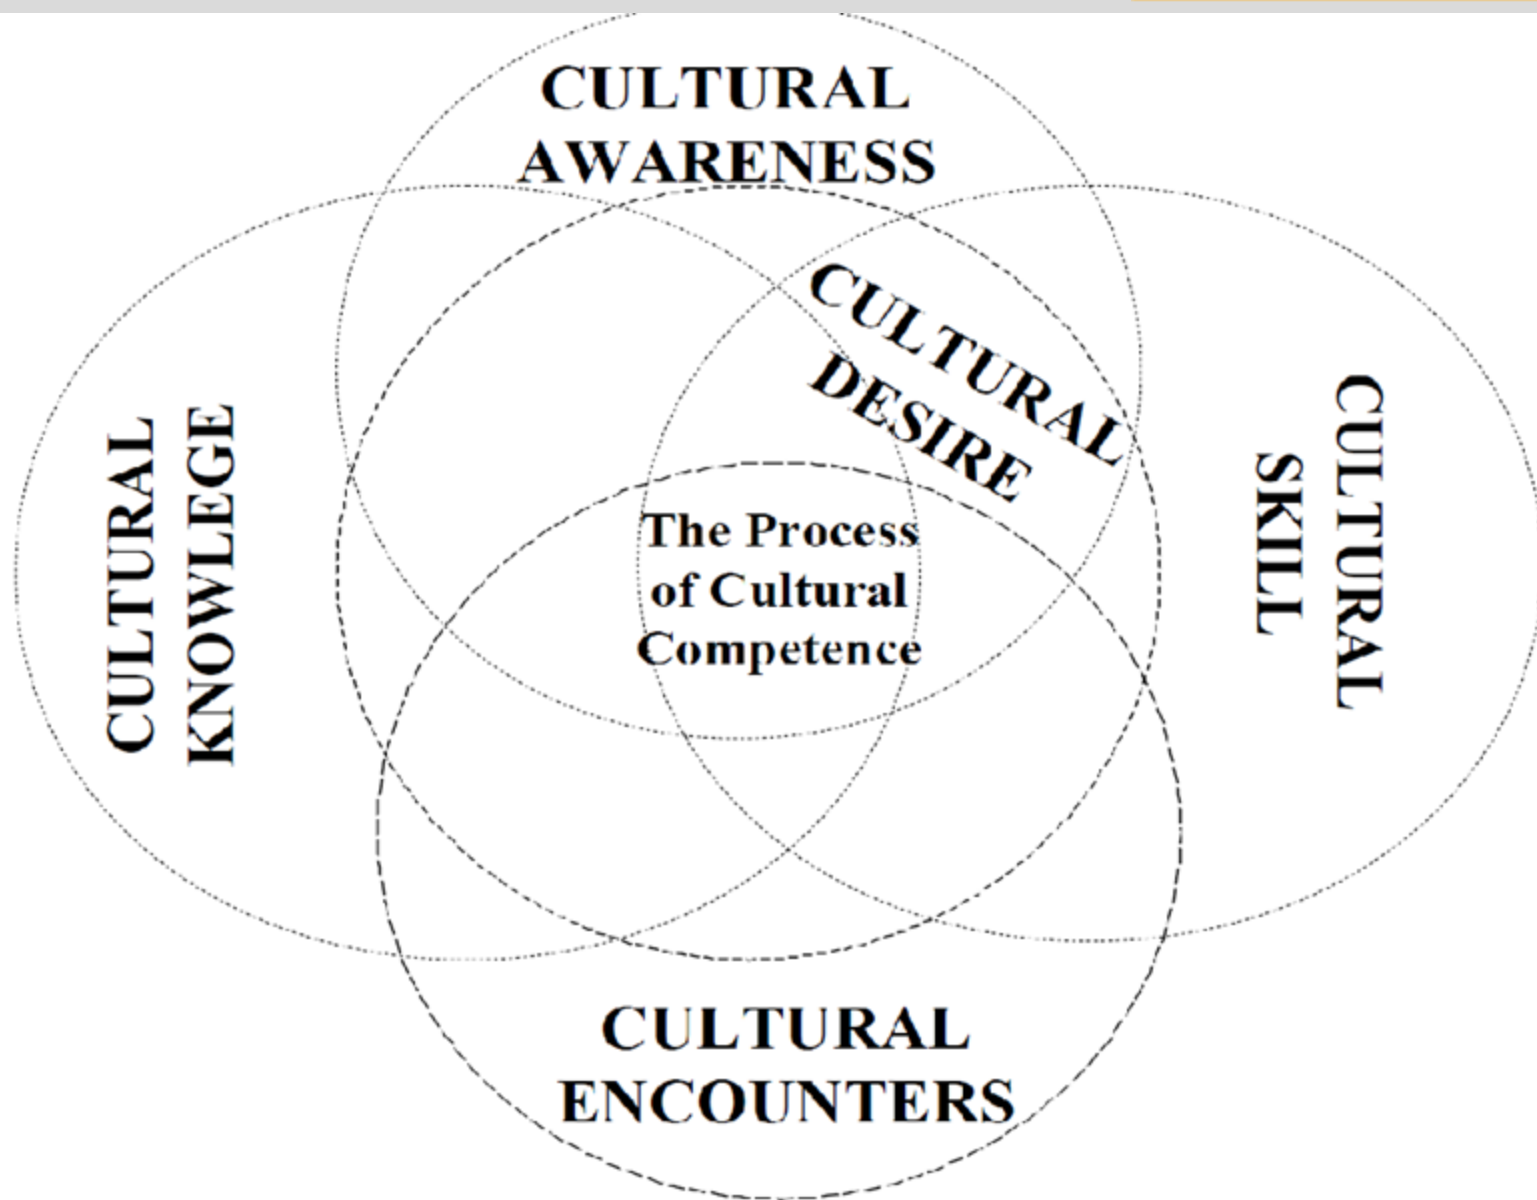 CULTURAL
AWARENESS
CULTURAL
DESIRE
CULTURAL
KNOWLEGE
The Process
of Cultural
Competence
CULTURAL
SKILL
CULTURAL
ENCOUNTERS